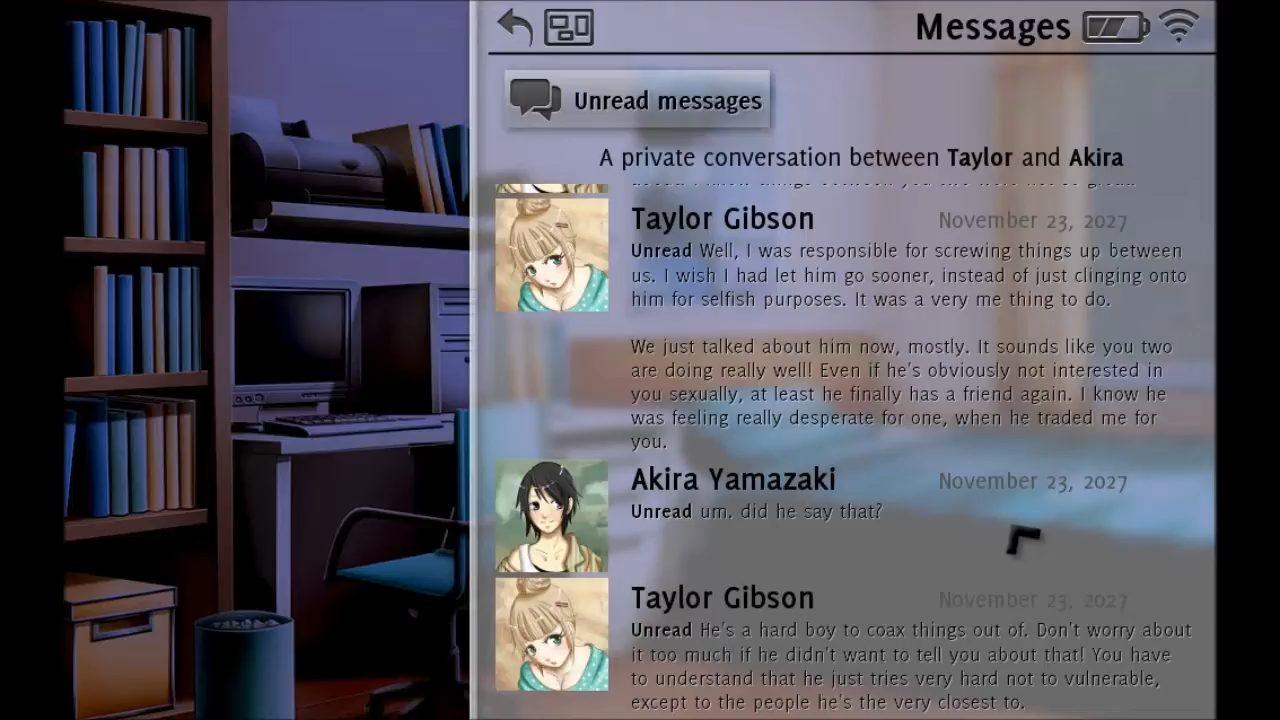 Messages
Unread messages
A private conversation between Taylor and Akira
Taylor Gibson
November 23, 2027
Unread Well, I was responsible for screwing things up between
us. I wish I had let him go sooner, instead of just clinging onto
him for selfish purposes. It was a very me thing to do.
We just talked about him now, mostly. It sounds like you two
are doing really well! Even if he's obviously not interested in
you sexually, at least he finally has a friend again. I know he
was feeling really desperate for one, when he traded me for
you.
Akira Yamazaki
November 23, 2027
Unread um. did he say that?
Taylor Gibson
November 23, 2027
Unread He's a hard boy to coax things out of. Don't worry about
it too much if he didn't want to tell you about that! You have
to understand that he just tries very hard not to vulnerable,
except to the people he's the very closest to.